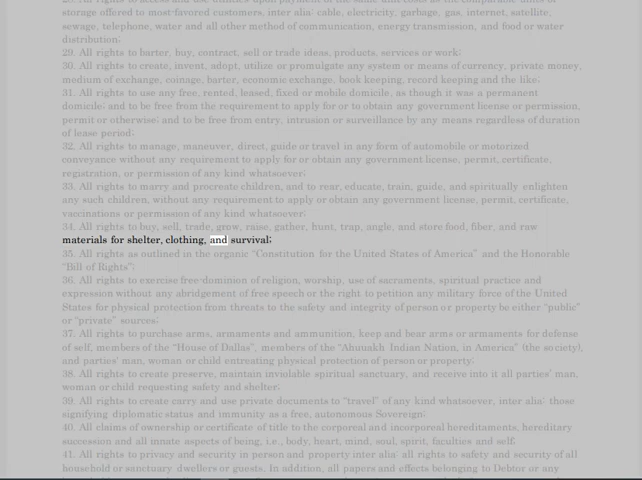 storage offered to most-favored customers, inter alia: cable, electricity, garbage, gas, internet, satellite,
sewage, telephone, water and all other method of communication, energy transmission, and food or water
distribution;
29. All rights to barter, buy, contract, sell or trade ideas, products, services or work;
30. All rights to create, invent, adopt, utilize or promulgate any system or means of currency, private money,
medium of exchange, coinage, barter, economic exchange, book keeping, record keeping and the like;
31. All rights to use any free, rented, leased, fixed or mobile domicile, as though it was a permanent
domicile; and to be free from the requirement to apply for or to obtain any government license or permission,
permit or otherwise; and to be free from entry, intrusion or surveillance by any means regardless of duration
of lease period;
32. All rights to manage, maneuver, direct, guide or travel in any form of automobile or motorized
conveyance without any requirement to apply for or obtain any government license, permit, certificate,
registration, or permission of any kind whatsoever;
33. All rights to marry and procreate children, and to rear, educate, train, guide, and spiritually enlighten
any such children, without any requirement to apply or obtain any government license, permit, certificate,
varcinations or permission of any kind whatsoever;
34. All rights to buy, sell, trade, grow, raise, gather, hunt, trap, angle, and store food, fiber, and raw
materials for shelter, clothing, and survival;
35. All rights as outlined in the organic “Constitution for the United States of America” and the Honorable
“Bill of Rights”;
36. All rights to exercise free-dominion of religion, worship, use of sacraments, spiritual practice and
expression without any abridgement of free speech or the right to petition any military force of the United
States for physical protection from threats to the safety and integrity of person or property be either “public”
or “private” sources;
37. All rights to purchase arms, armaments and ammunition, keep and bear arms or armaments for defense
of self, members of the “House of Dallas”, members of the Indian Nation, in America” (the society),
and parties’ man, woman or child entreating physical protection of person or property;
38. All rights to create preserve, maintain inviolable spiritual sanctuary, and receive into it all parties’ man,
woman or child requesting safety and shelter;
39. All rights to create carry and use private documents to “travel” of any kind whatsoever, inter alia: those
signifying diplomatic status and immunity as a free, autonomous Sovereign;
40. All claims of ownership or certificate of title to the corporeal and incorporeal hereditaments, hereditary
succession and all innate aspects of being, i.e., body, heart, mind, soul, spirit, faculties and self;
41. All rights to privacy and security in person and property inter alia: all rights to safety and security of all
household or sanctuary dwellers or guests. In addition, all papers and effects belonging to Debtor or any